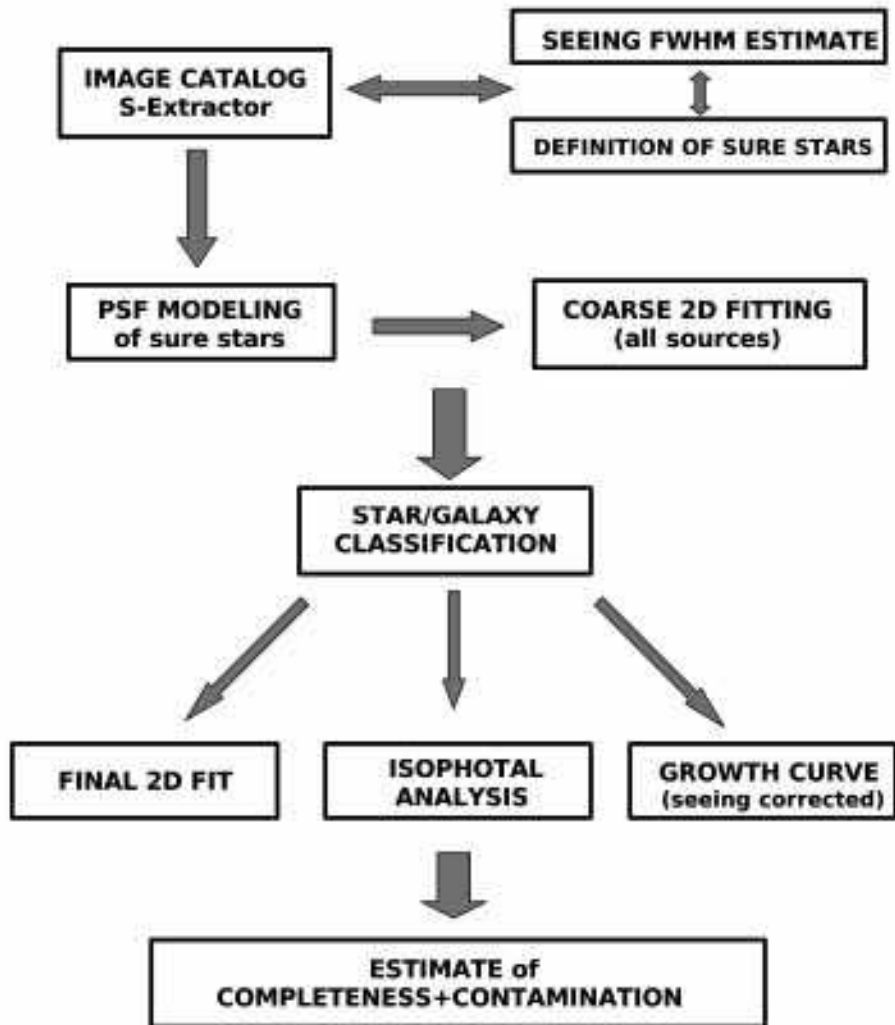 SEEING FWHM ESTIMATE
IMAGE CATALOG
S-Extractor
DEFINITION OF SURE STARS
PSF MODELING
of sure stars
COARSE 2D FITTING
(all sources)
STAR/GALAXY
CLASSIFICATION
FINAL 2D FIT
ISOPHOTAL
ANALYSIS
GROWTH CURVE
(seeing corrected)
ESTIMATE of
COMPLETENESS+CONTAMINATION